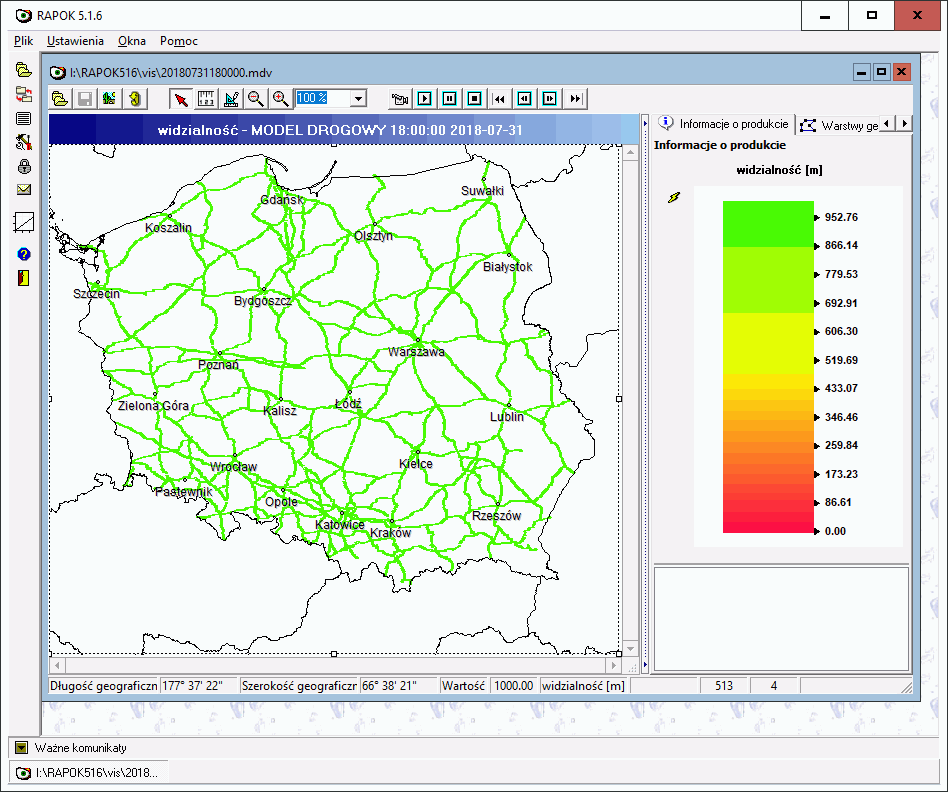 RAPOK 5.1.6
Plik Ustawienia Okna Pomoc
I:\RAPOK516\vis\20180731180000.mdv
100 %
widzialność - MODEL DROGOWY 18:00:00 2018-07-31
Informacje o produkcie Warstwy ge
Informacje o produkcie
widzialność [m]
952.76
866.14
779.53
692.91
606.30
519.69
433.07
346.46
259.84
173.23
86.61
0.00
Suwałki
Gdańsk
Koszalin
Olsztyn
Białystok
Szczecin
Bydgoszcz
Warszawa
Poznań
Zielona Góra
Kalisz
Łódź
Lublin
Wrocław
Kielce
Pastewnik
Opole
Rzeszów
Katowice
Kraków
Długość geograficzn 177° 37' 22" Szerokość geograficzr 66° 38' 21" Wartość 1000.00 widzialność [m] 513 4
Ważne komunikaty
I:\RAPOK516\vis\2018...